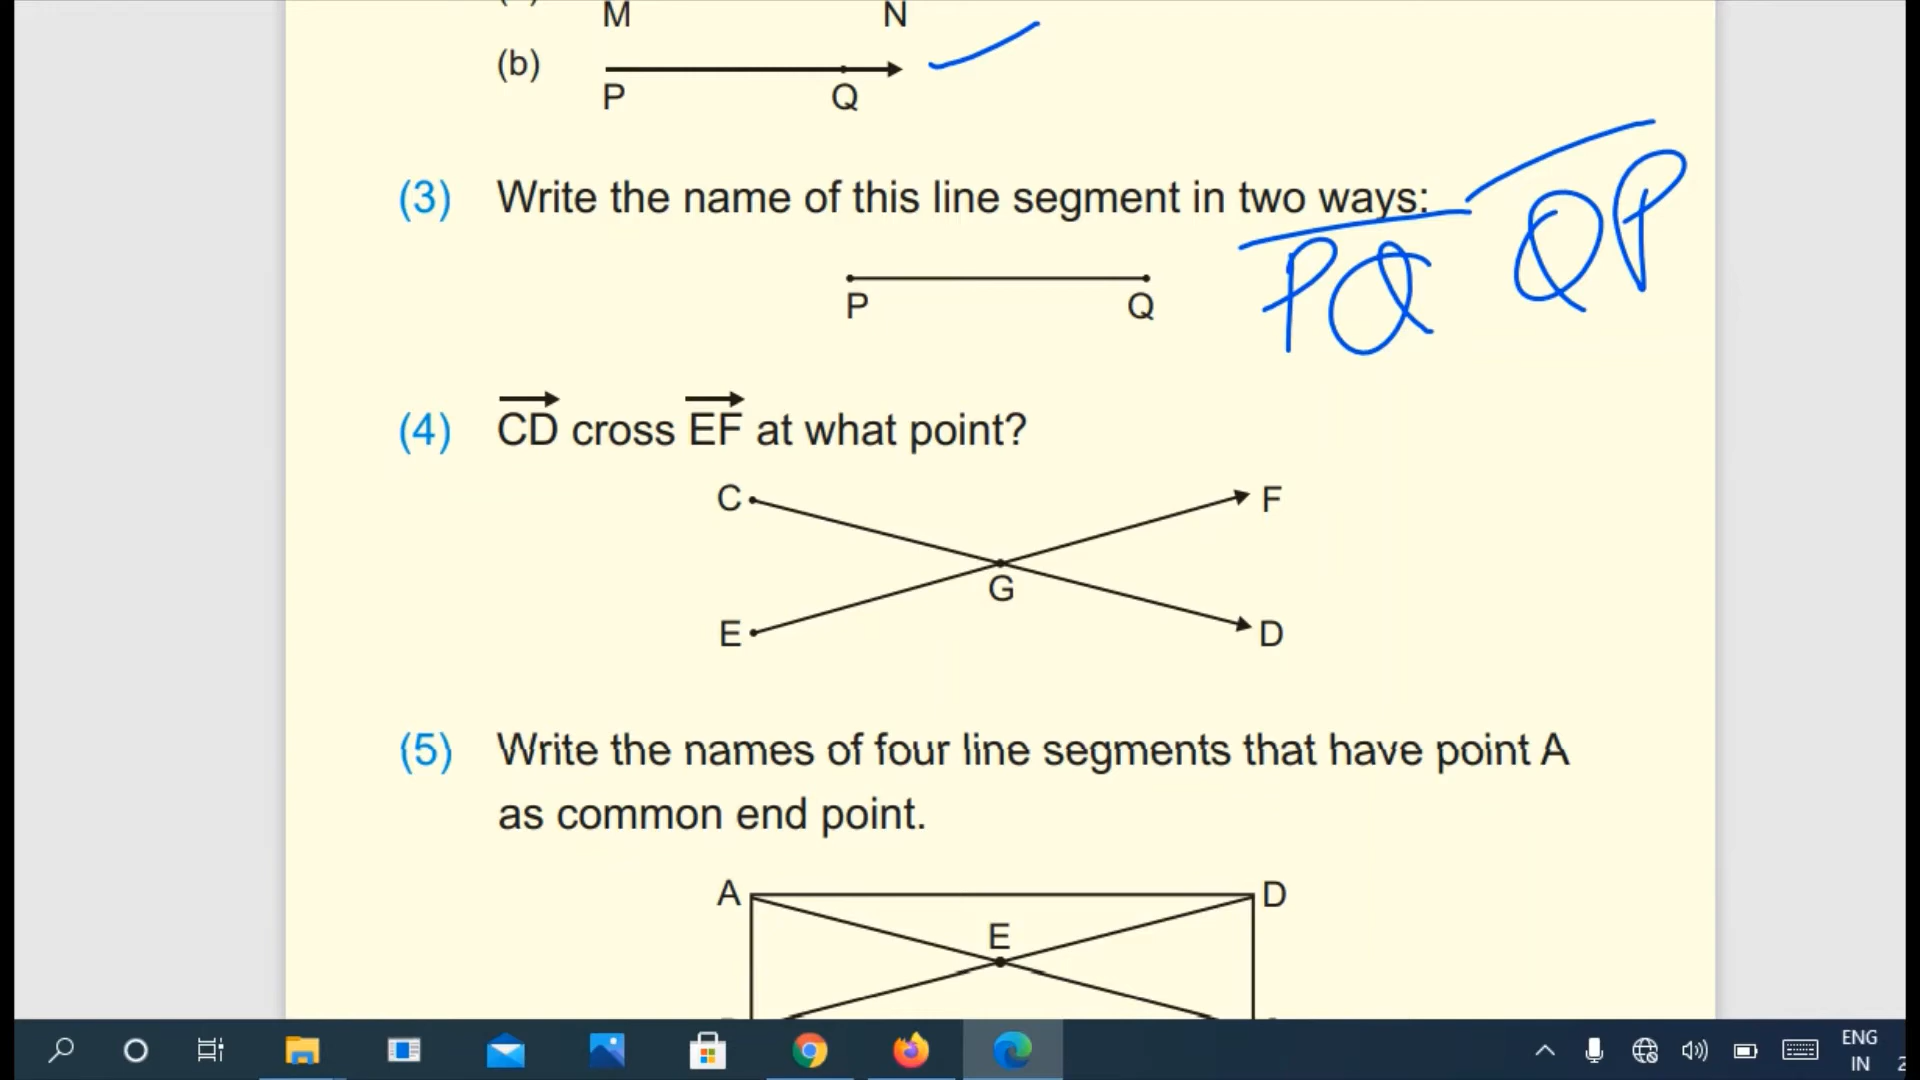 M N
(b)
P Q
(3) Write the name of this line segment in two ways:
PQ QP
P Q
(4) CD cross EF at what point?
C F
G
E D
(5) Write the names of four line segments that have point A
as common end point.
A D
E
ENG
IN